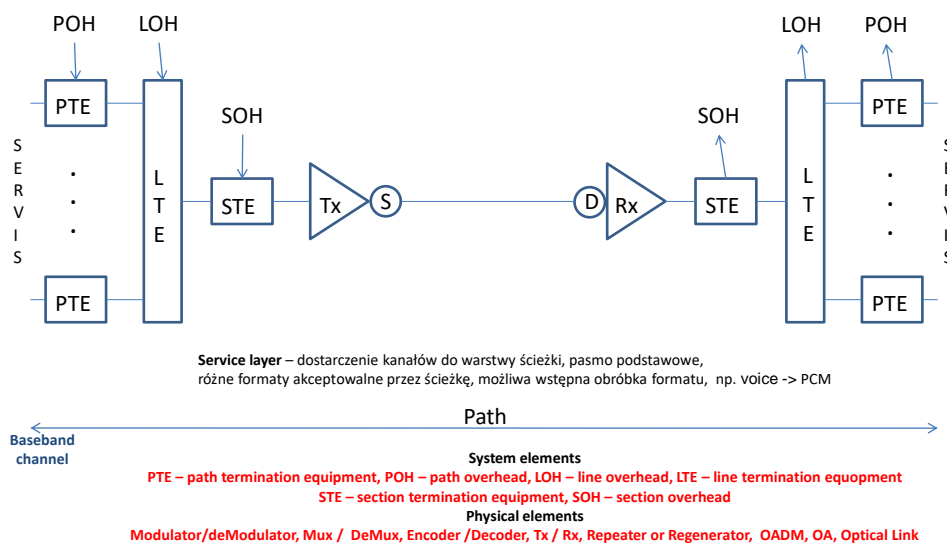 POH LOH LOH POH
PTE PTE
SOH SOH
SERVIS LTE STE Tx S D Rx STE LTE SERVIS
PTE PTE
Service layer – dostarczenie kanałów do warstwy ścieżki, pasmo podstawowe,
różne formaty akceptowalne przez ścieżkę, możliwa wstępna obróbka formatu, np. voice -> PCM
Path
Baseband
channel
System elements
PTE – path termination equipment, POH – path overhead, LOH – line overhead, LTE – line termination equopment
STE – section termination equipment, SOH – section overhead
Physical elements
Modulator/deModulator, Mux / DeMux, Encoder /Decoder, Tx / Rx, Repeater or Regenerator, OADM, OA, Optical Link